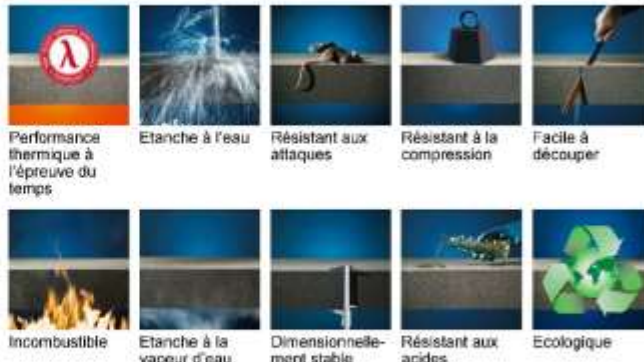 λ
Performance
thermique à
l'épreuve du
temps
Etanche à l'eau
Résistant aux
attaques
Résistant à la
compression
Facile à
découper
Incombustible
Etanche à la
vapeur d'eau
Dimensionnelle-
ment stable
Résistant aux
acides
Ecologique